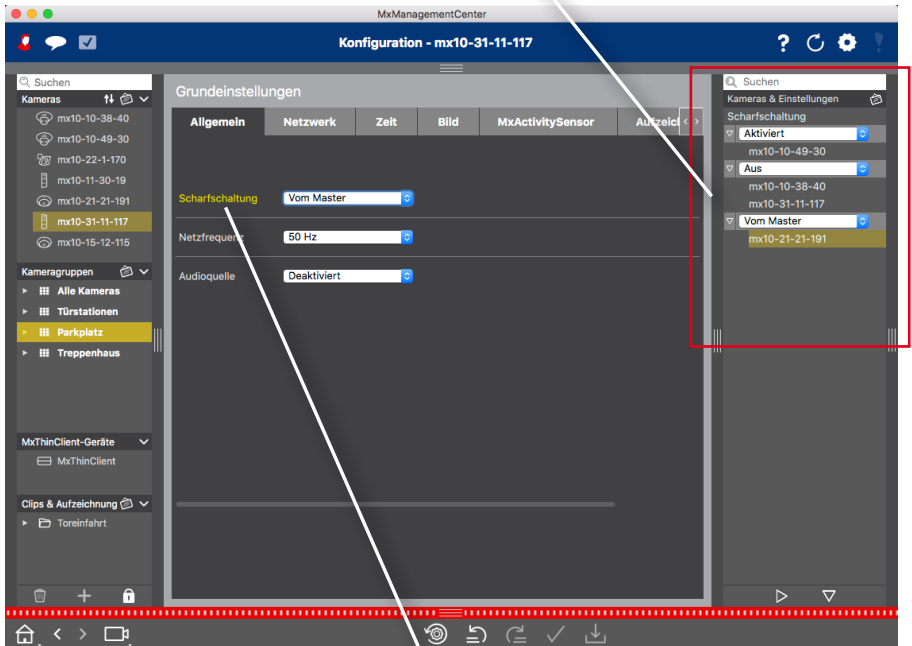 MxManagementCenter
Konfiguration - mx10-31-11-117
?
Suchen
Kameras
mx10-10-38-40
mx10-10-49-30
mx10-22-1-170
mx10-11-30-19
mx10-21-21-191
mx10-31-11-117
mx10-15-12-115
Kameragruppen
Alle Kameras
Türstationen
Parkplatz
Treppenhaus
MxThinClient-Geräte
MxThinClient
Clips & Aufzeichnung
Toreinfahrt
Grundeinstellungen
Allgemein Netzwerk Zeit Bild MxActivitySensor Aufzeicl
Scharfschaltung Vom Master
Netzfrequenz 50 Hz
Audioquelle Deaktiviert
Suchen
Kameras & Einstellungen
Scharfschaltung
Aktiviert
mx10-10-49-30
Aus
mx10-10-38-40
mx10-31-11-117
Vom Master
mx10-21-21-191